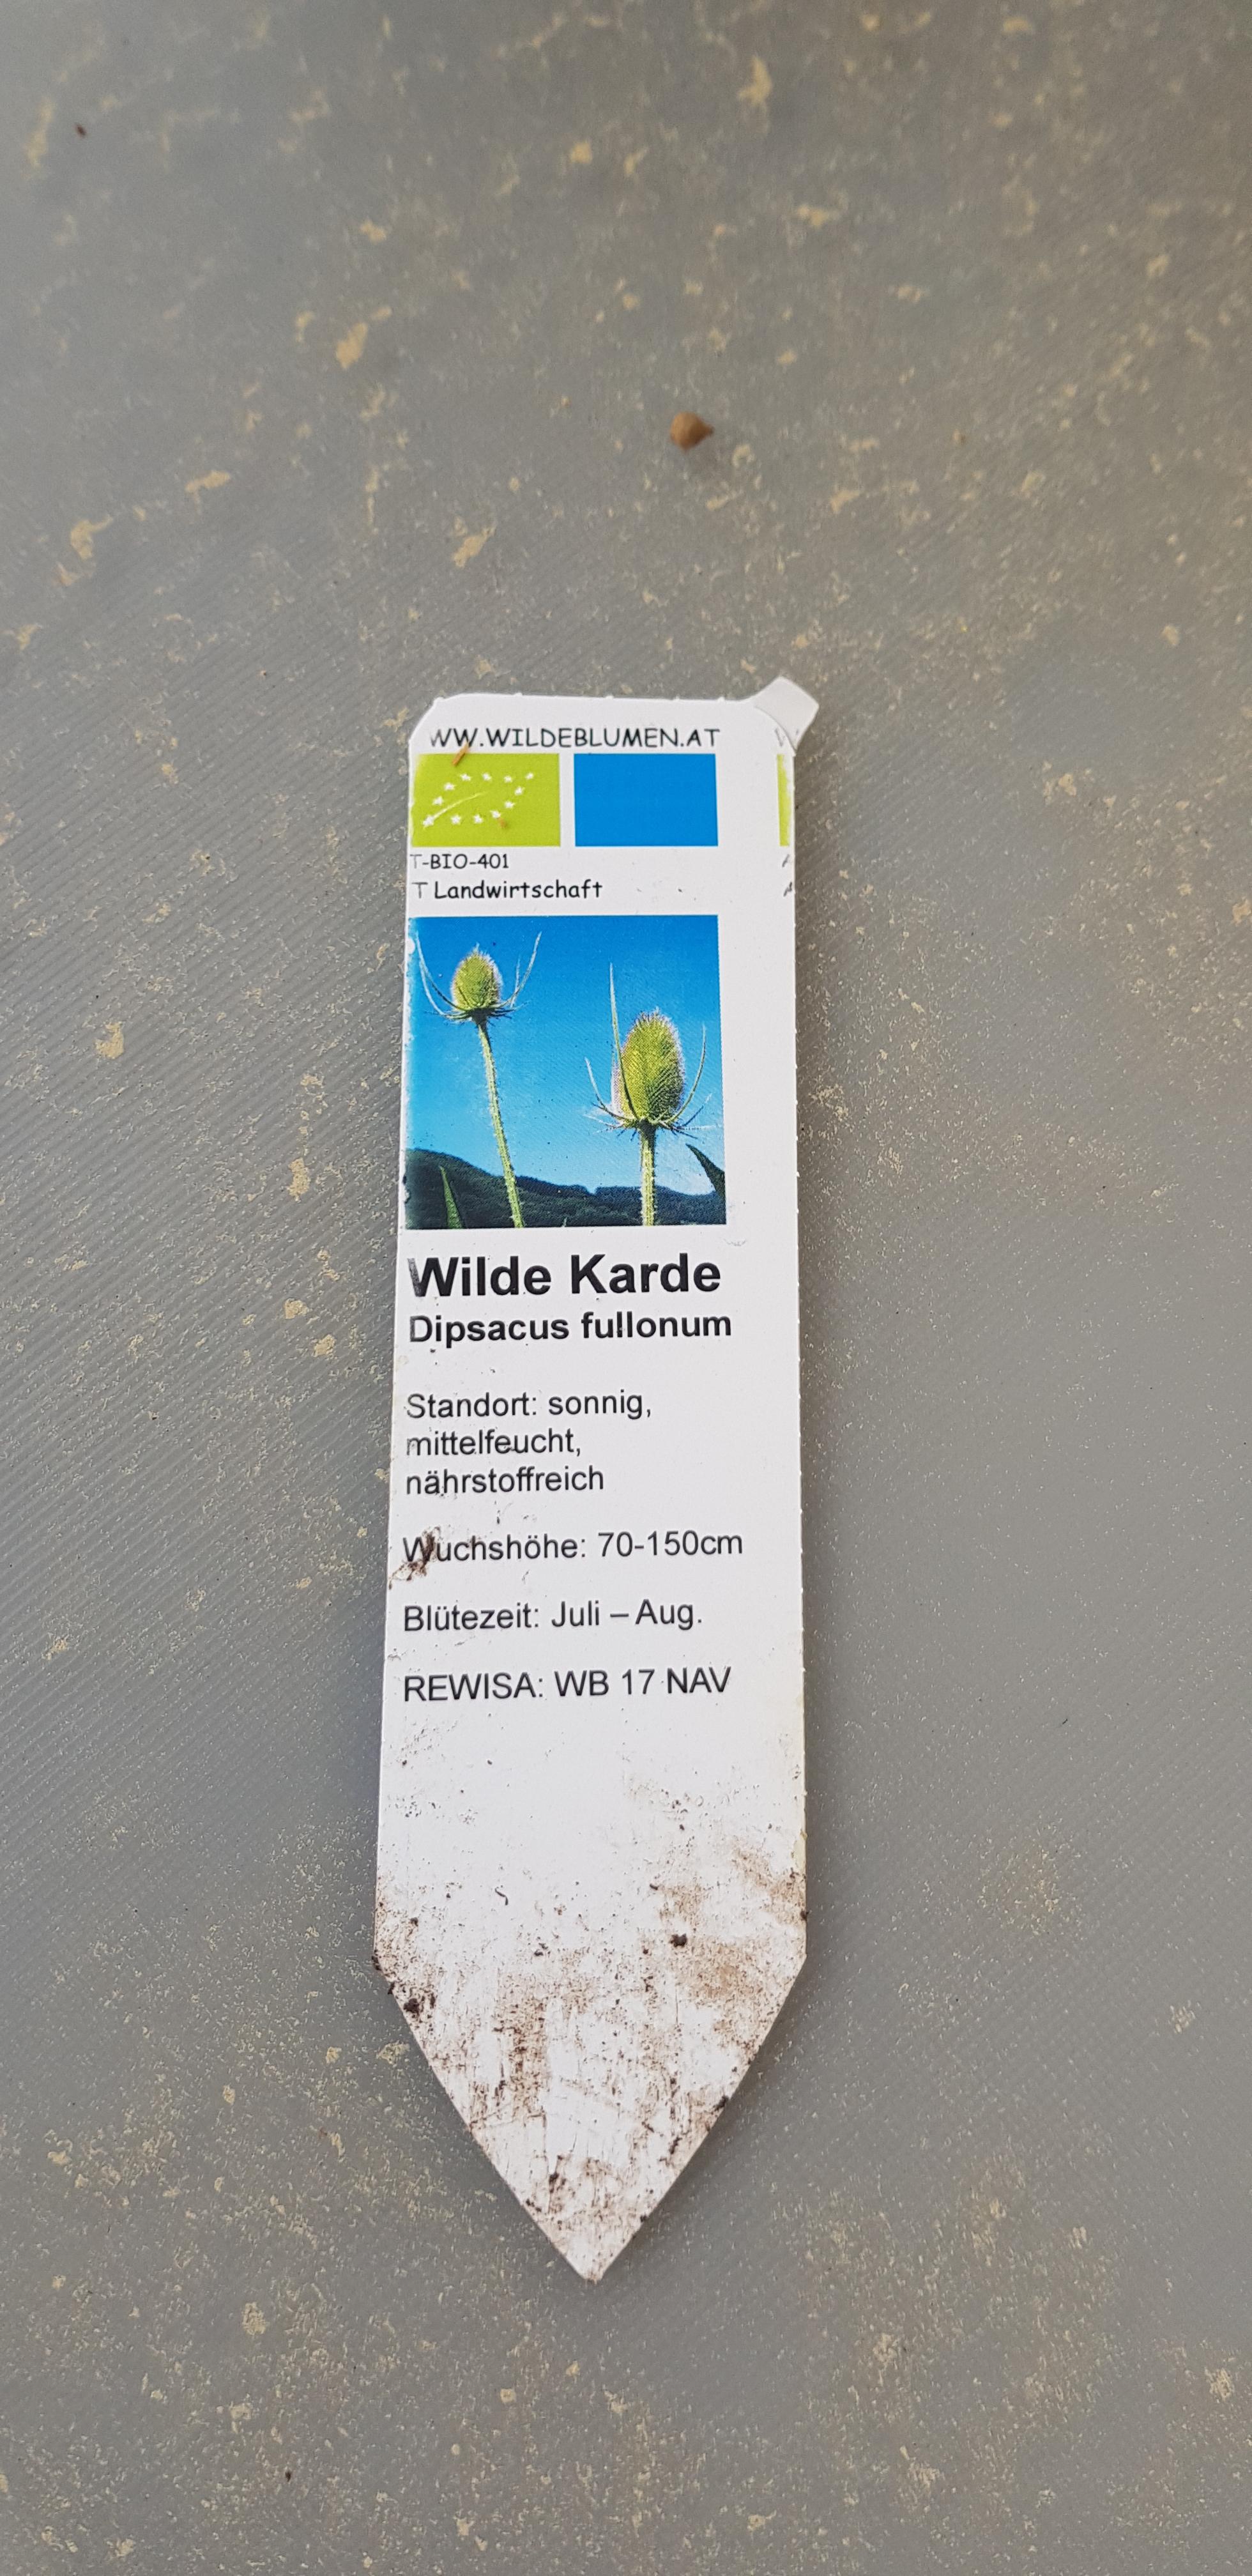 WW.WILDEBLUMEN.AT
T-BIO-401
T Landwirtschaft
Wilde Karde
Dipsacus fullonum
Standort: sonnig,
mittelfeucht,
nährstoffreich
Wuchshöhe: 70-150cm
Blütezeit: Juli – Aug.
REWISA: WB 17 NAV